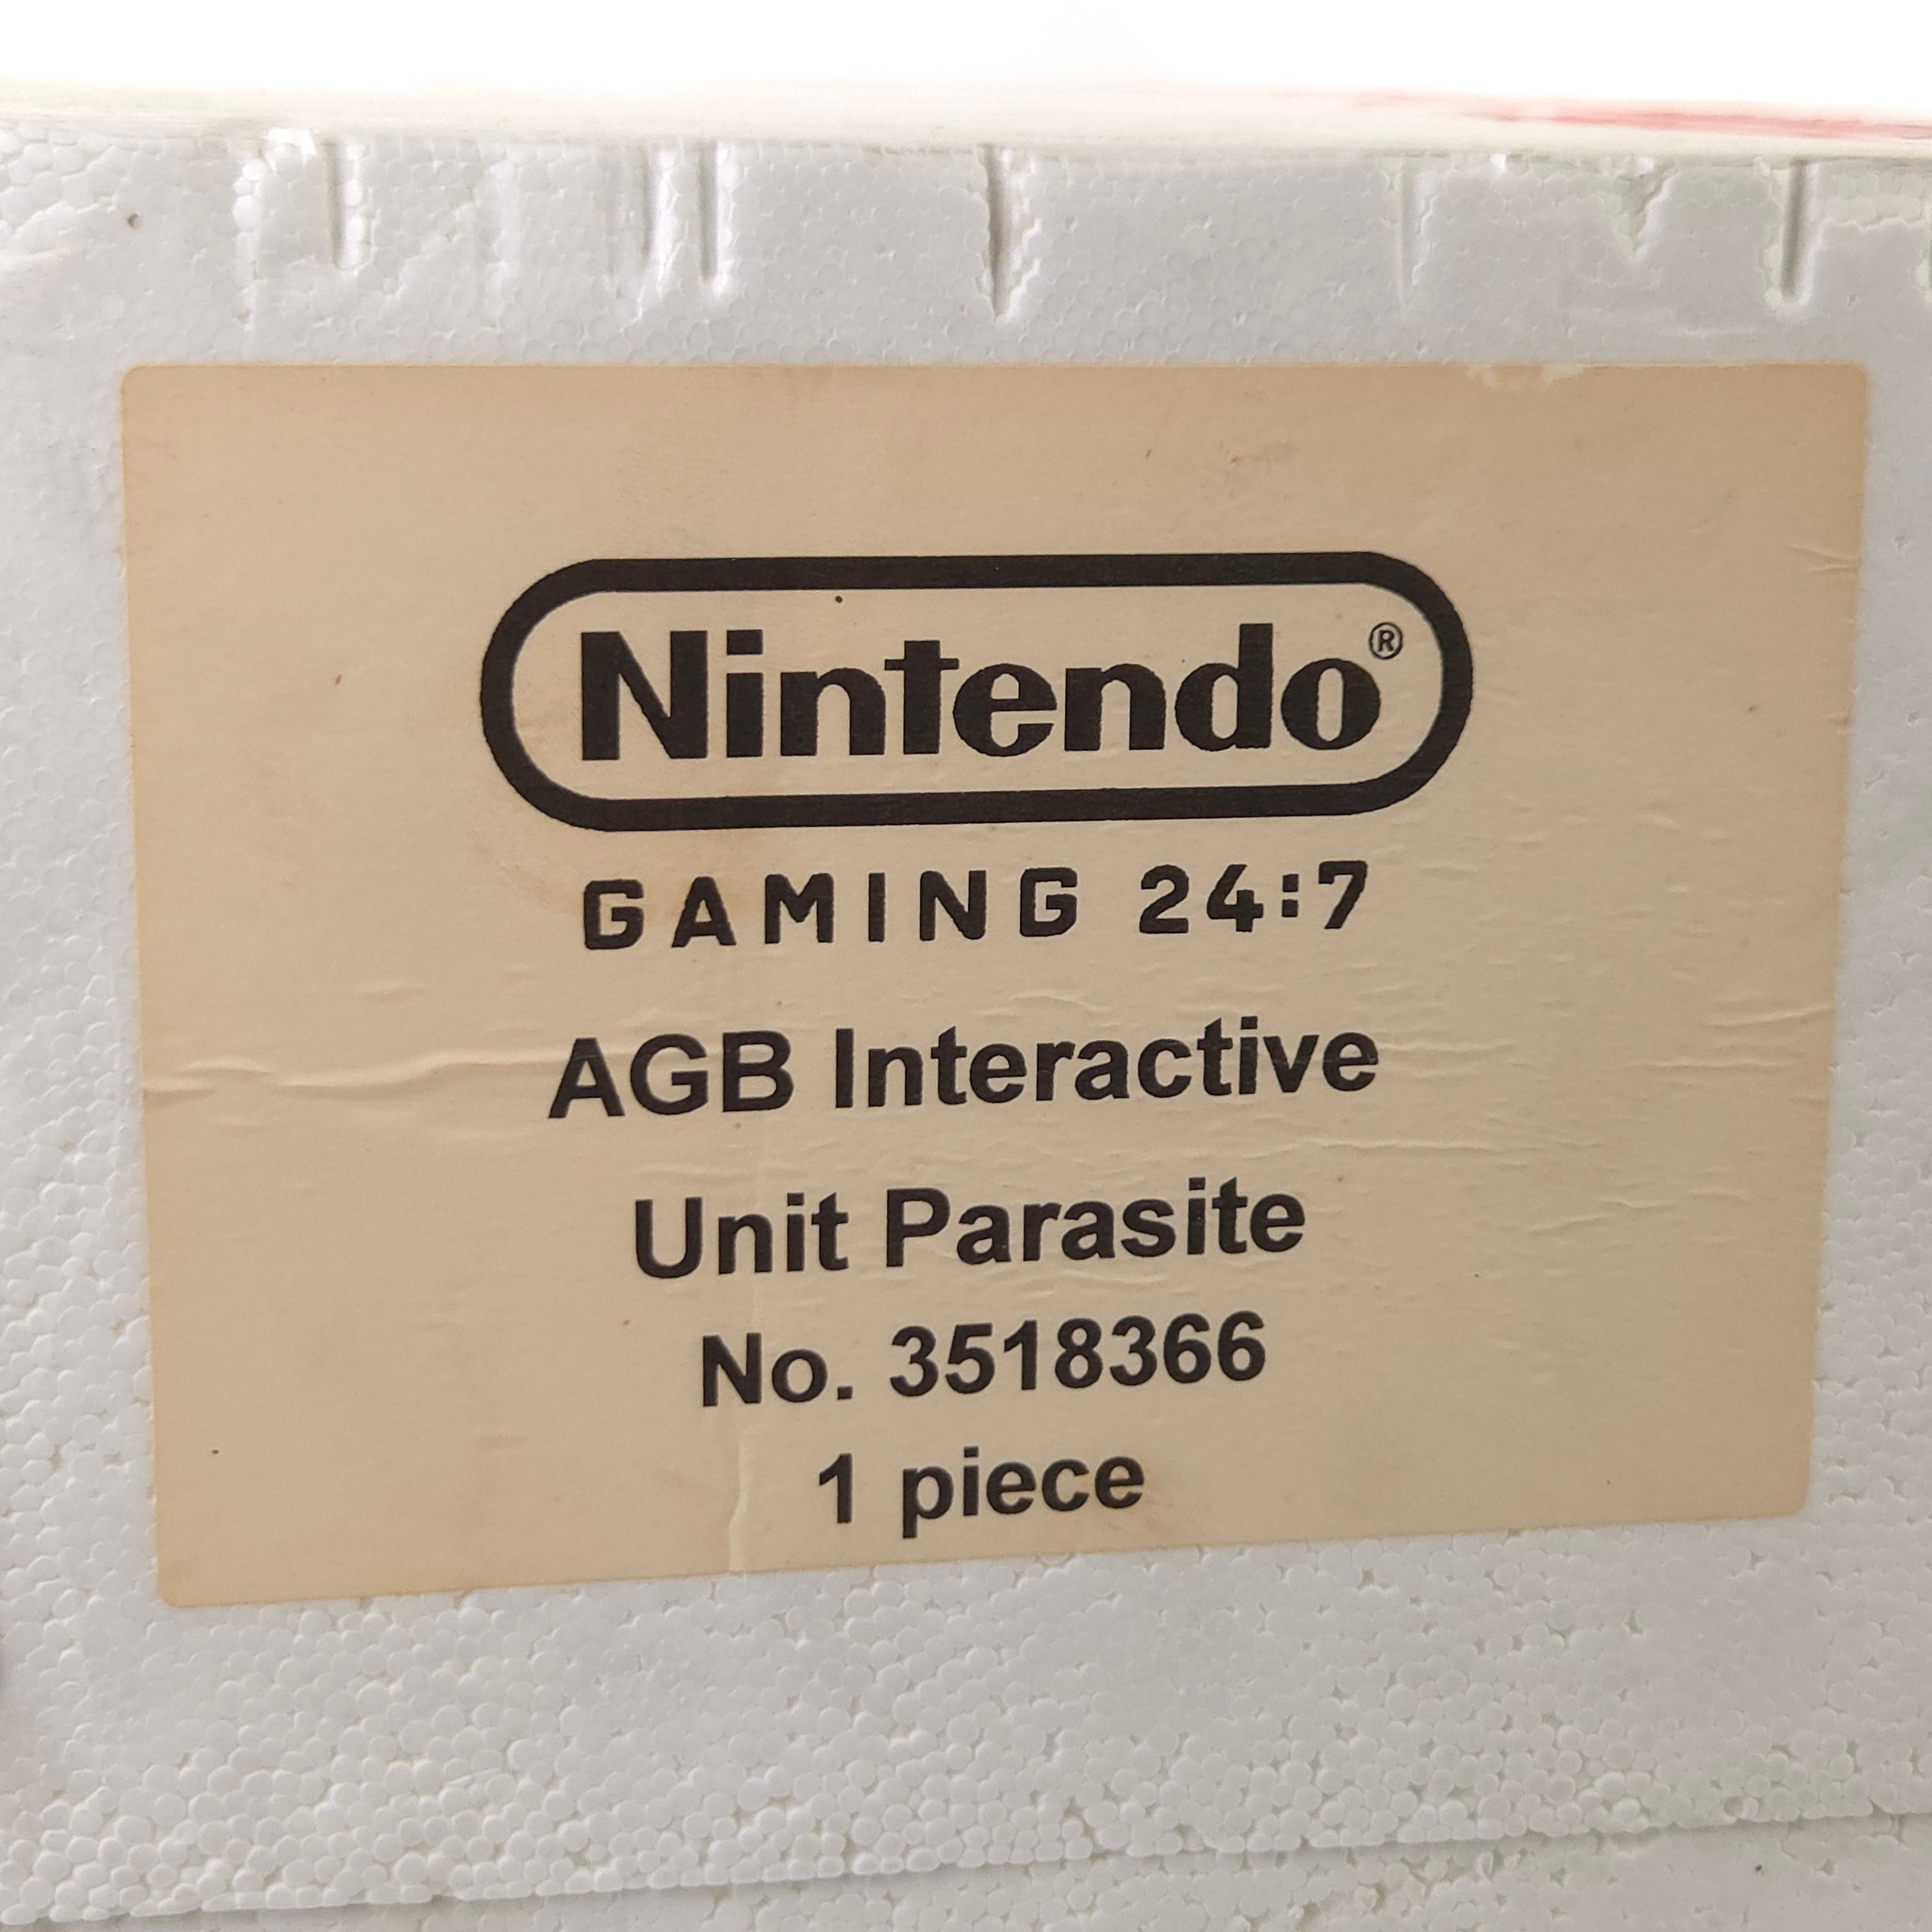 Nintendo®
GAMING 24:7
AGB Interactive
Unit Parasite
No. 3518366
1 piece